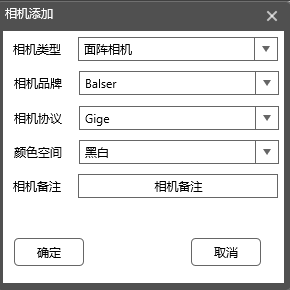 相机添加
相机类型 面阵相机
相机品牌 Balser
相机协议 Gige
颜色空间 黑白
相机备注 相机备注
确定 取消